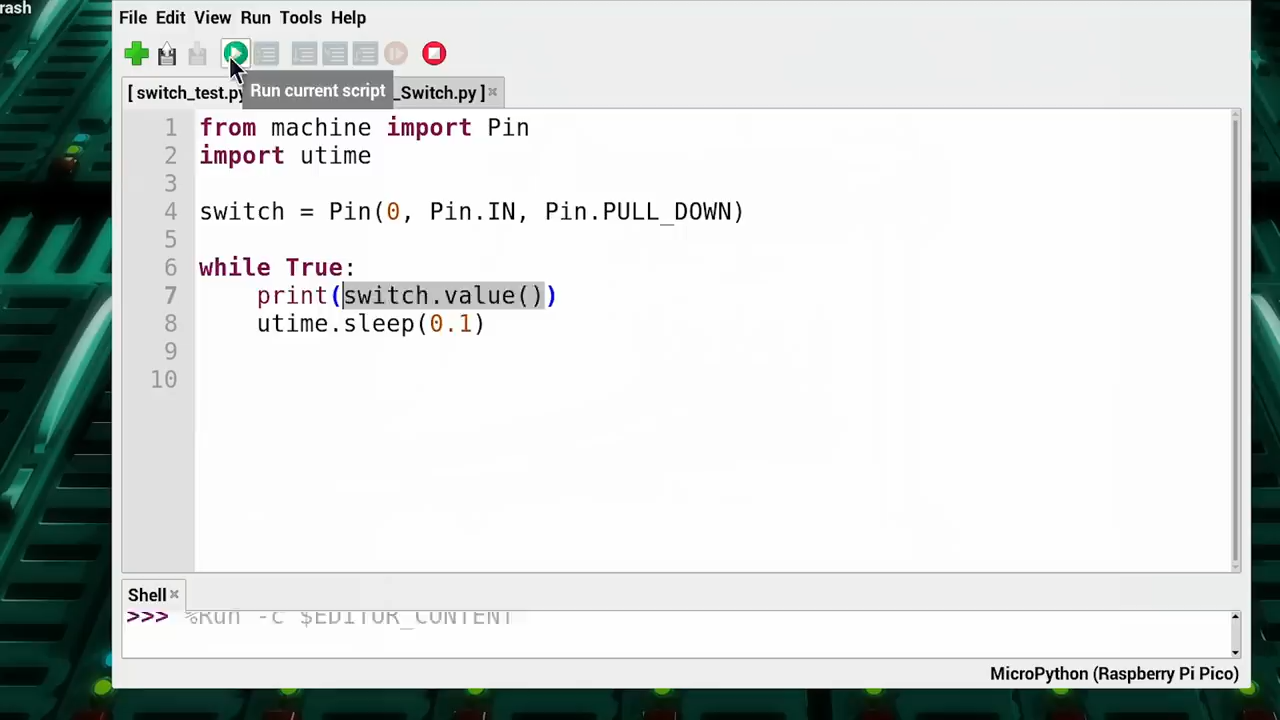 rash
File Edit View Run Tools Help
[ switch_test.py
_Switch.py ] ×
Run current script
1 from machine import Pin
2 import utime
3
4 switch = Pin(0, Pin.IN, Pin.PULL_DOWN)
5
6 while True:
7 print(switch.value())
8 utime.sleep(0.1)
9
10
Shell ×
>>> %Run -c $EDITOR_CONTENT
MicroPython (Raspberry Pi Pico)